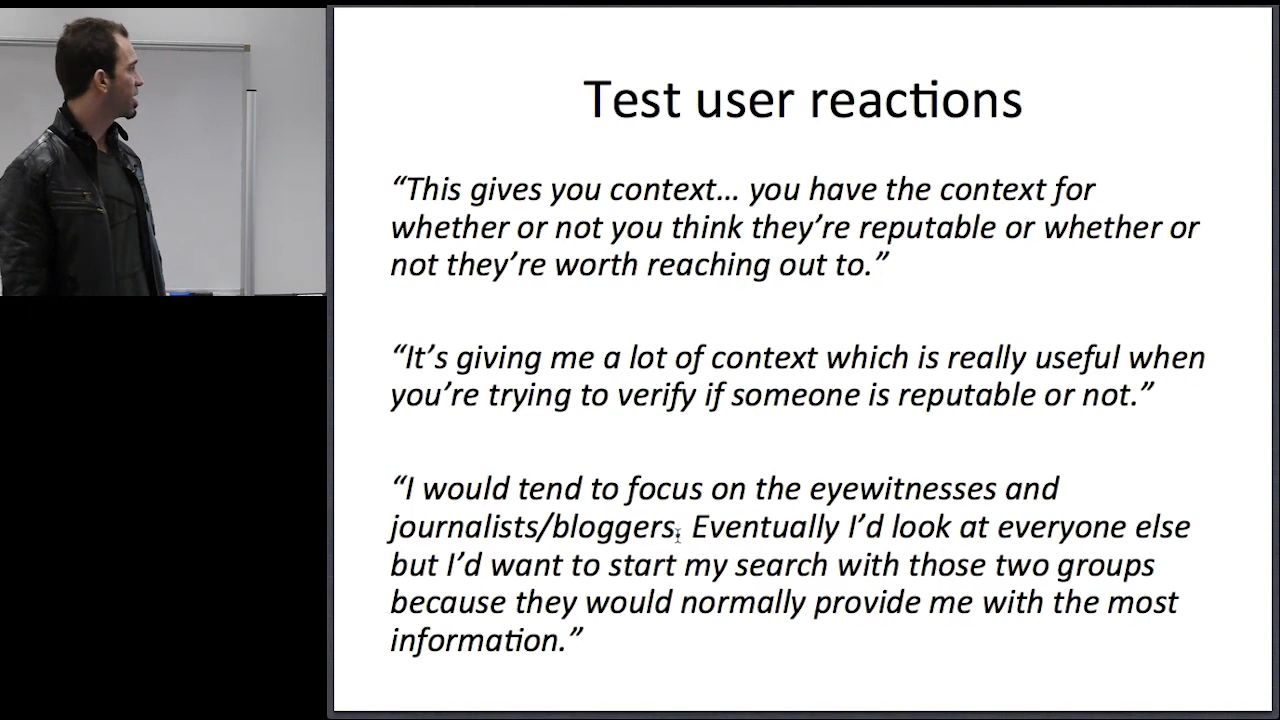 Test user reactions
“This gives you context... you have the context for
whether or not you think they’re reputable or whether or
not they’re worth reaching out to.”
“It’s giving me a lot of context which is really useful when
you’re trying to verify if someone is reputable or not.”
“I would tend to focus on the eyewitnesses and
journalists/bloggers. Eventually I’d look at everyone else
but I’d want to start my search with those two groups
because they would normally provide me with the most
information.”